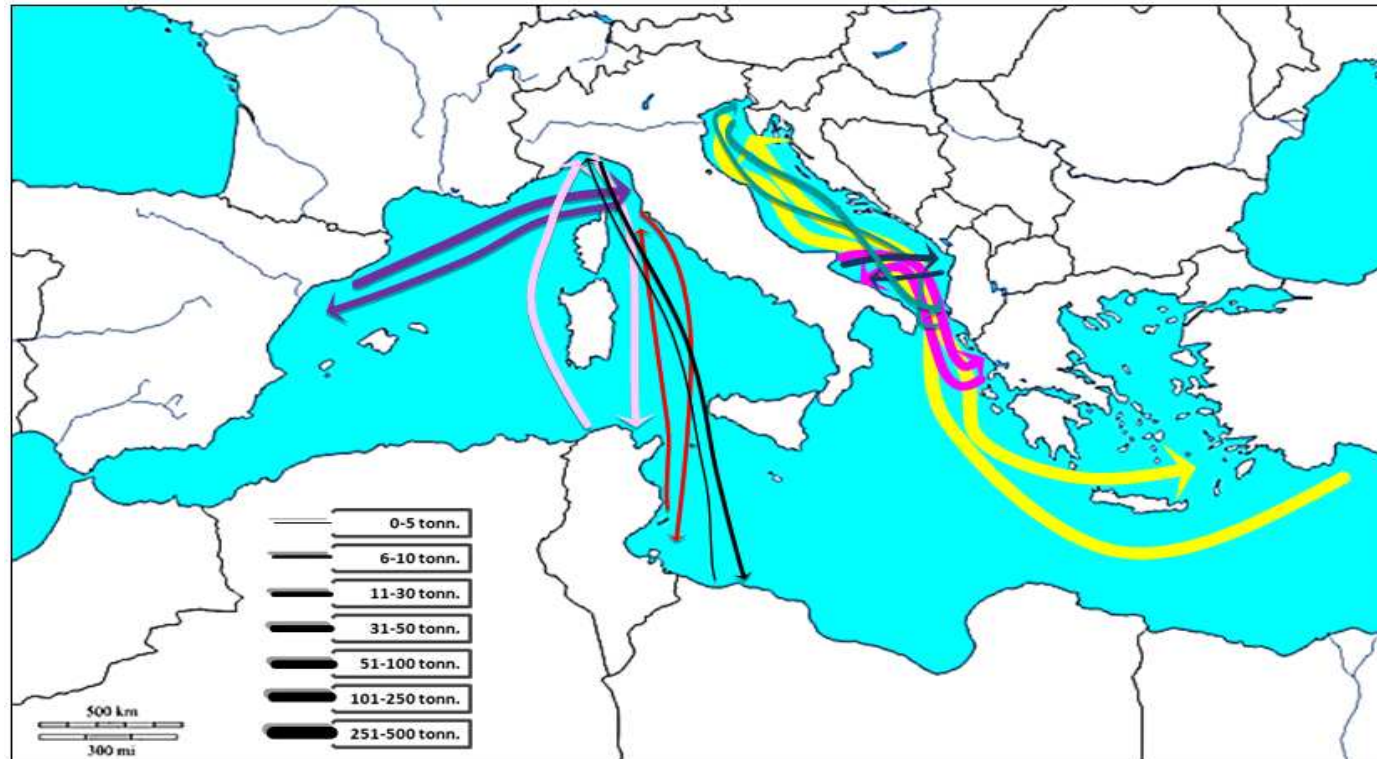 0-5 tonn.
6-10 tonn.
11-30 tonn.
31-50 tonn.
51-100 tonn.
101-250 tonn.
251-500 tonn.
500 km
300 mi